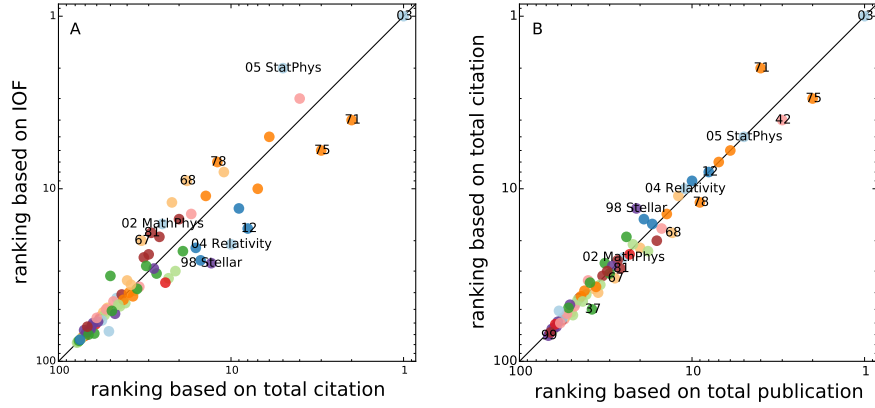 A
1
03
05 StatPhys
71
75
78
68
02 MathPhys
81
67
12
04 Relativity
98 Stellar
10
100
100
10
1
ranking based on IOF
ranking based on total citation
B
1
03
71
75
42
05 StatPhys
12
04 Relativity
78
98 Stellar
68
02 MathPhys
81
67
37
99
10
100
100
10
1
ranking based on total citation
ranking based on total publication